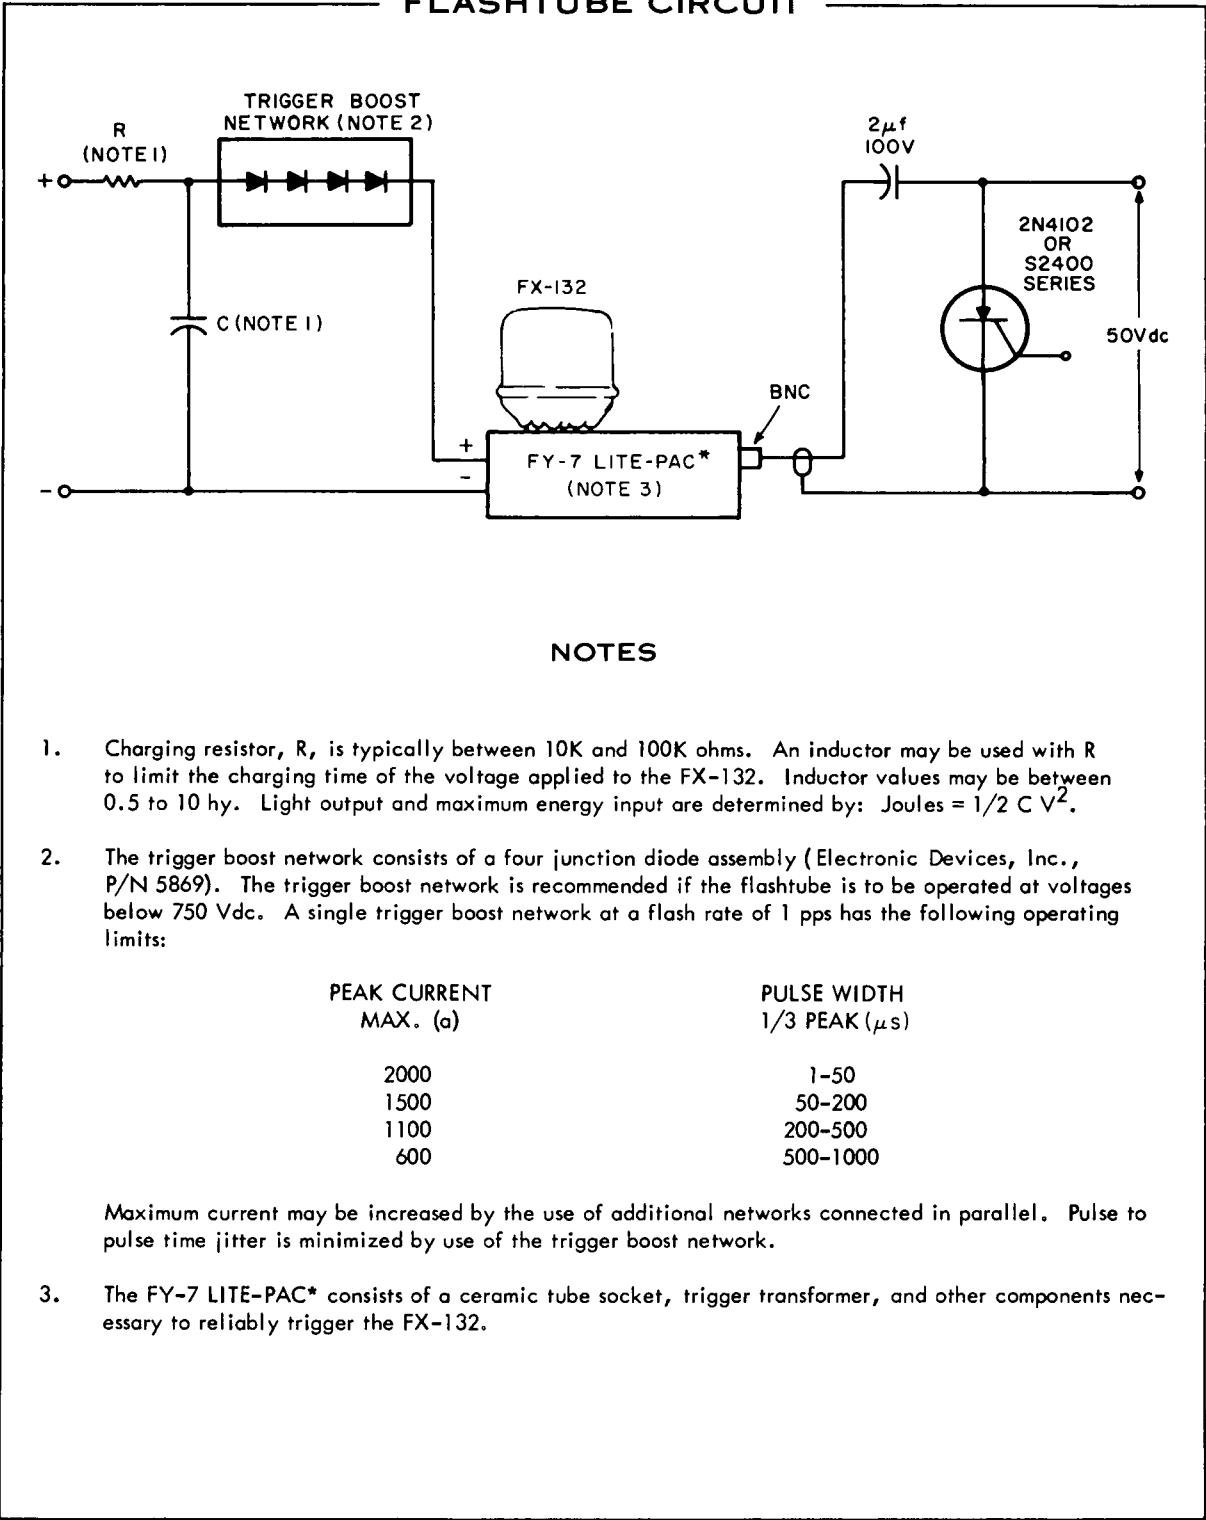 FLASHTUBE CIRCUIT
TRIGGER BOOST
NETWORK (NOTE 2)
R
(NOTE 1)
+
C (NOTE 1)
-
FX-132
+
-
FY-7 LITE-PAC*
(NOTE 3)
BNC
2μf
100V
2N4102
OR
S2400
SERIES
50Vdc
NOTES
1. Charging resistor, R, is typically between 10K and 100K ohms. An inductor may be used with R
to limit the charging time of the voltage applied to the FX-132. Inductor values may be between
0.5 to 10 hy. Light output and maximum energy input are determined by: Joules = 1/2 C V².
2. The trigger boost network consists of a four junction diode assembly (Electronic Devices, Inc.,
P/N 5869). The trigger boost network is recommended if the flashtube is to be operated at voltages
below 750 Vdc. A single trigger boost network at a flash rate of 1 pps has the following operating
limits:
PEAK CURRENT PULSE WIDTH
MAX. (a) 1/3 PEAK (μs)
2000 1-50
1500 50-200
1100 200-500
600 500-1000
Maximum current may be increased by the use of additional networks connected in parallel. Pulse to
pulse time jitter is minimized by use of the trigger boost network.
3. The FY-7 LITE-PAC* consists of a ceramic tube socket, trigger transformer, and other components nec-
essary to reliably trigger the FX-132.